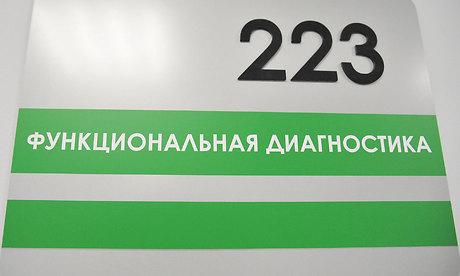 223
ФУНКЦИОНАЛЬНАЯ ДИАГНОСТИКА